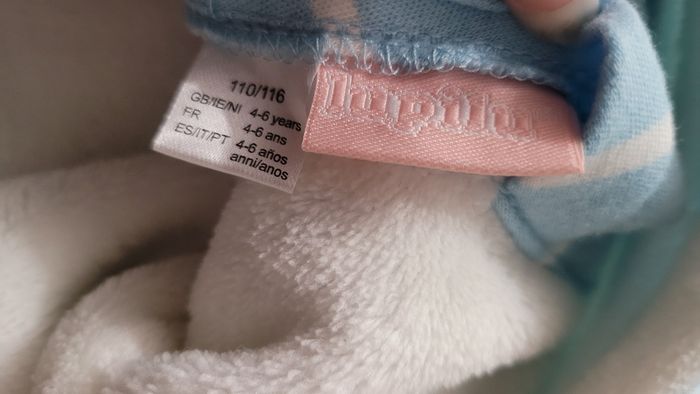 110/116
GB/IE/NI 4-6 years
FR 4-6 ans
ES/IT/PT 4-6 años
anni/anos
lupilu